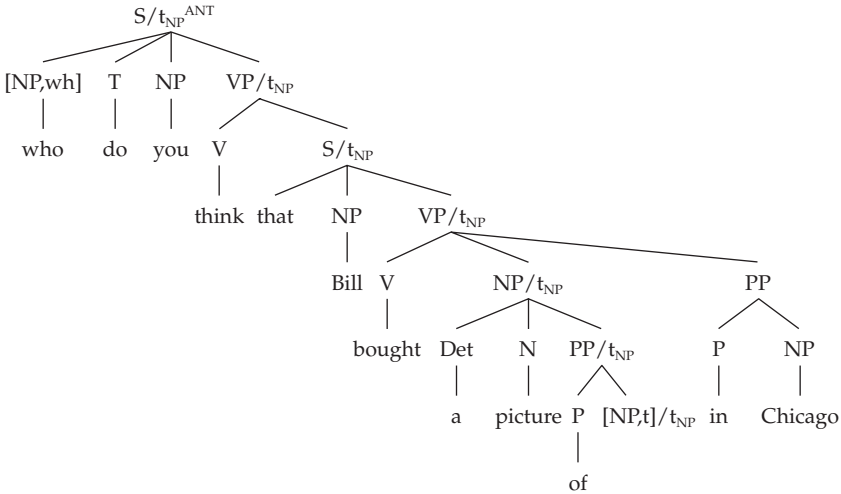 S/t_NP^ANT
[NP,wh] T NP VP/t_NP
who do you V S/t_NP
think that NP VP/t_NP
Bill V NP/t_NP PP
bought Det N PP/t_NP P NP
a picture P [NP,t]/t_NP in Chicago
of